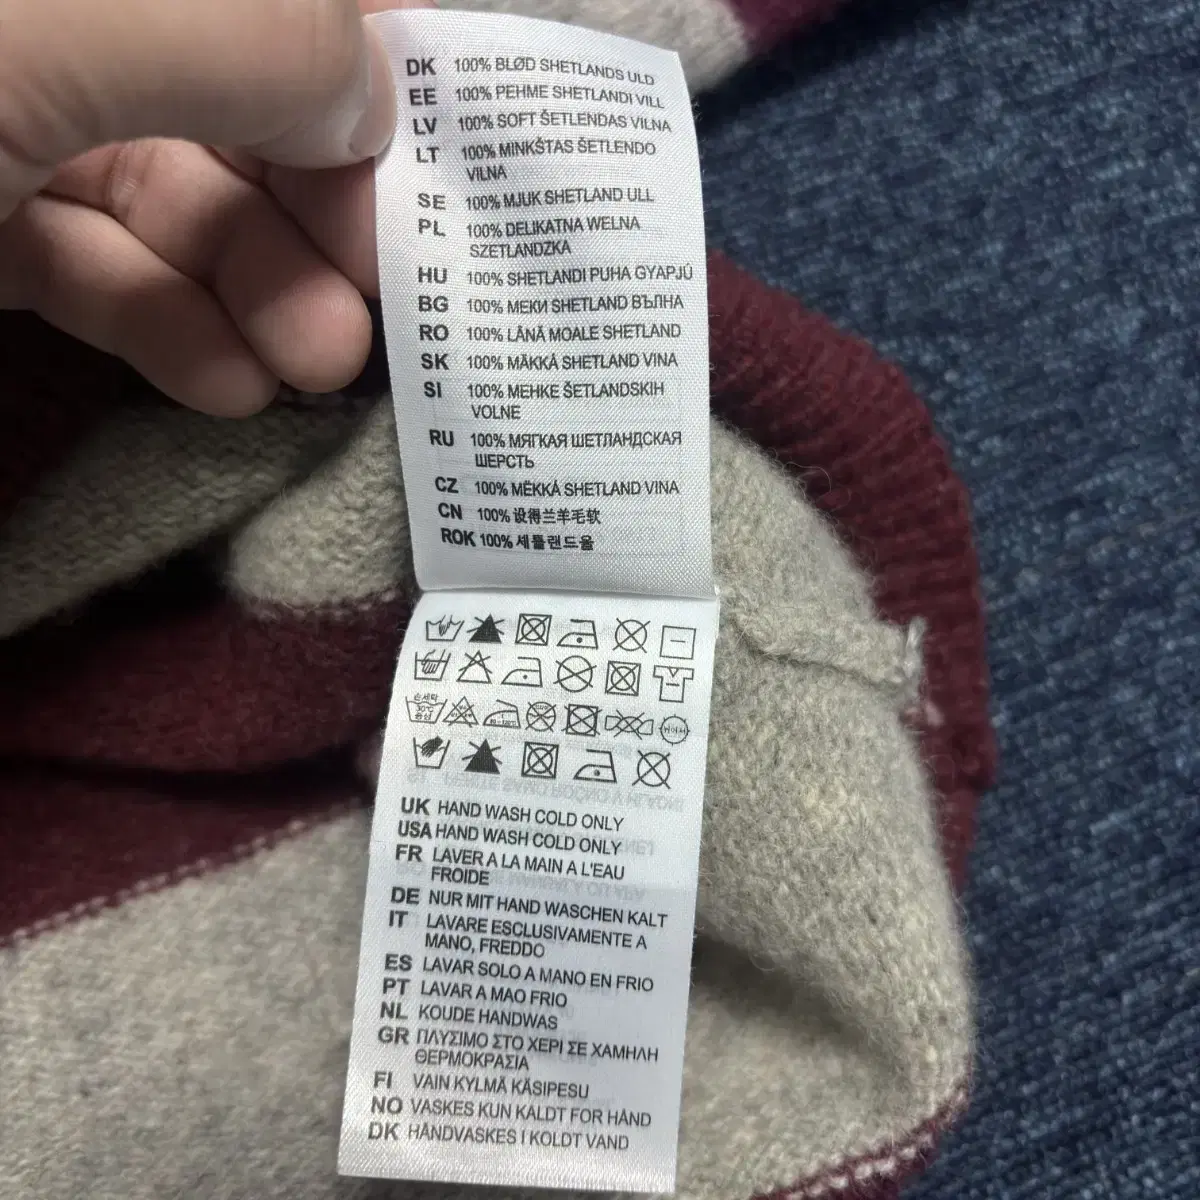 DK 100% BLØD SHETLANDS ULD
EE 100% PEHME SHETLANDI VILL
LV 100% SOFT ŠETLENDAS VILNA
LT 100% MINKŠTAS ŠETLENDO
VILNA
SE 100% MJUK SHETLAND ULL
PL 100% DELIKATNA WELNA
SZETLANDZKA
HU 100% SHETLANDI PUHA GYAPJÚ
BG 100% МЕКИ SHETLAND ВЪЛНА
RO 100% LÂNĂ MOALE SHETLAND
SK 100% MÄKKÁ SHETLAND VINA
SI 100% MEHKE ŠETLANDSKIH
VOLNE
RU 100% МЯГКАЯ ШЕТЛАНДСКАЯ
ШЕРСТЬ
CZ 100% MĚKKÁ SHETLAND VINA
CN 100% 设得兰羊毛软
ROK 100% 셰틀랜드울
손세탁
30°C
중성
UK HAND WASH COLD ONLY
USA HAND WASH COLD ONLY
FR LAVER A LA MAIN A L'EAU
FROIDE
DE NUR MIT HAND WASCHEN KALT
IT LAVARE ESCLUSIVAMENTE A
MANO, FREDDO
ES LAVAR SOLO A MANO EN FRIO
PT LAVAR A MAO FRIO
NL KOUDE HANDWAS
GR ΠΛΥΣΙΜΟ ΣΤΟ ΧΕΡΙ ΣΕ ΧΑΜΗΛΗ
ΘΕΡΜΟΚΡΑΣΙΑ
FI VAIN KYLMÄ KÄSIPESU
NO VASKES KUN KALDT FOR HÅND
DK HÅNDVASKES I KOLDT VAND